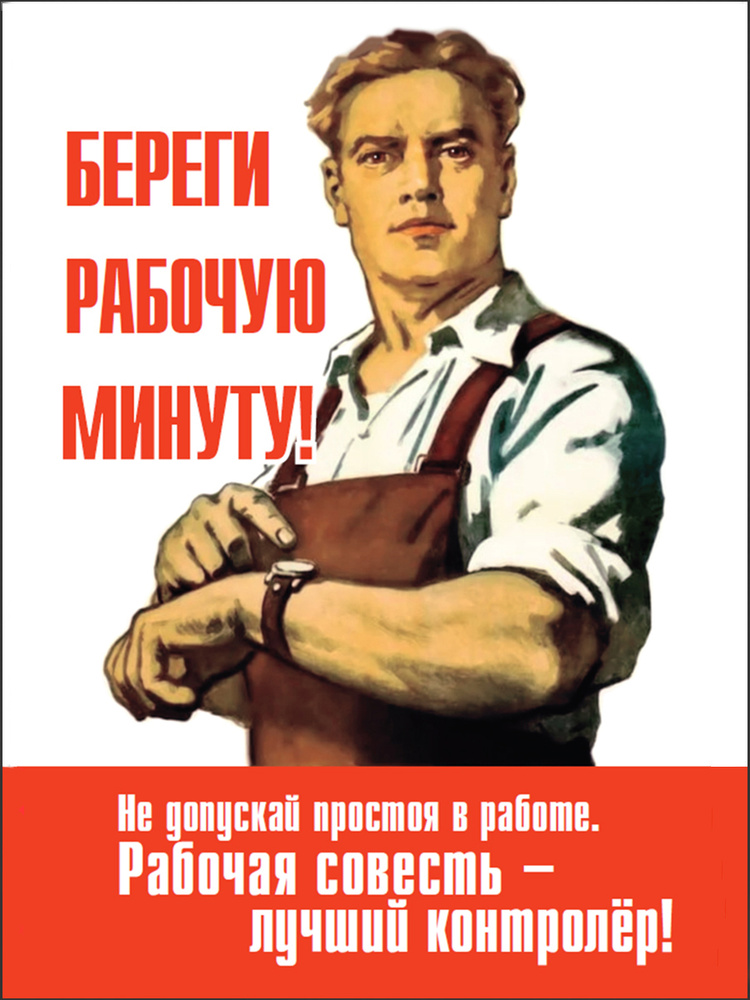 БЕРЕГИ
РАБОЧУЮ
МИНУТУ!
Не допускай простоя в работе.
Рабочая совесть –
лучший контролёр!